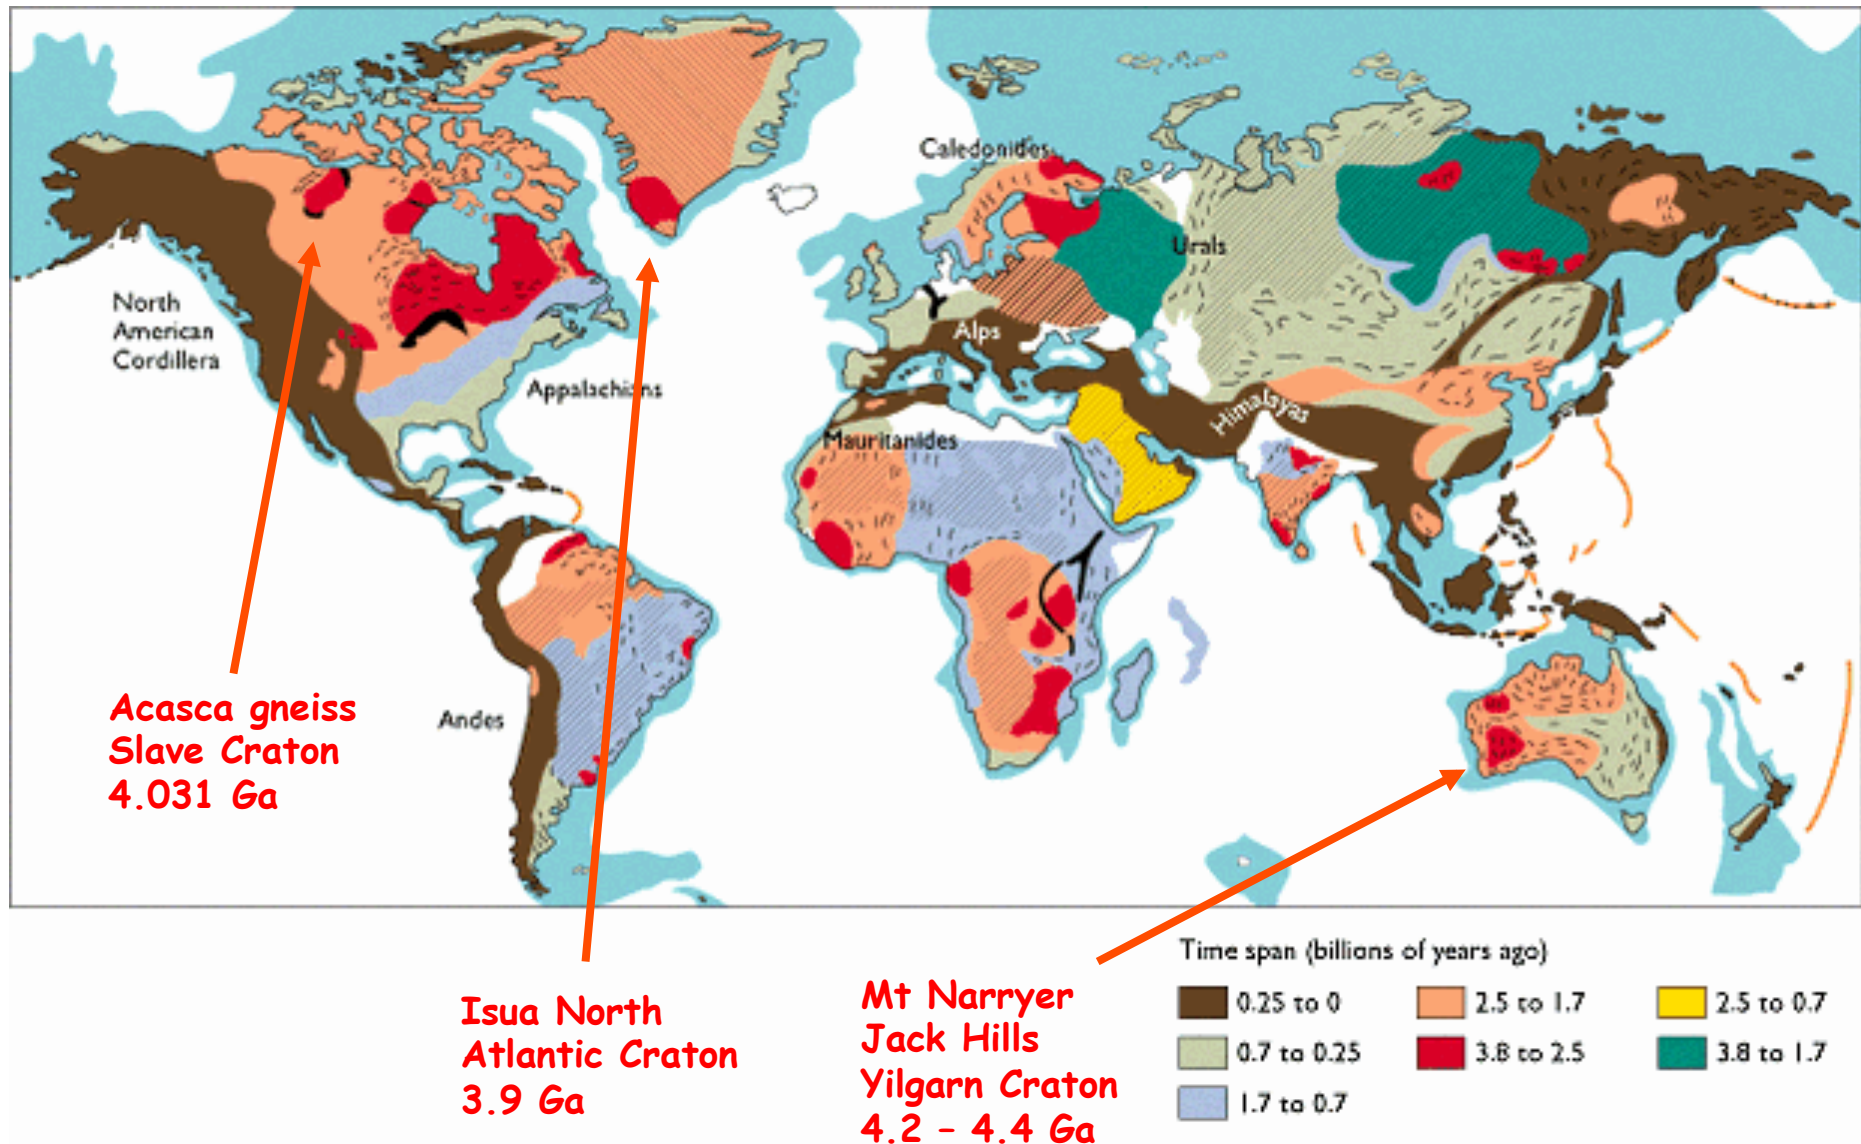 Caledonides
Urals
North
American
Cordillera
Alps
Appalachians
Himalayas
Mauritanides
Acasca gneiss
Slave Craton
4.031 Ga
Andes
Time span (billions of years ago)
0.25 to 0
2.5 to 1.7
2.5 to 0.7
0.7 to 0.25
3.8 to 2.5
3.8 to 1.7
1.7 to 0.7
Isua North
Atlantic Craton
3.9 Ga
Mt Narryer
Jack Hills
Yilgarn Craton
4.2 – 4.4 Ga